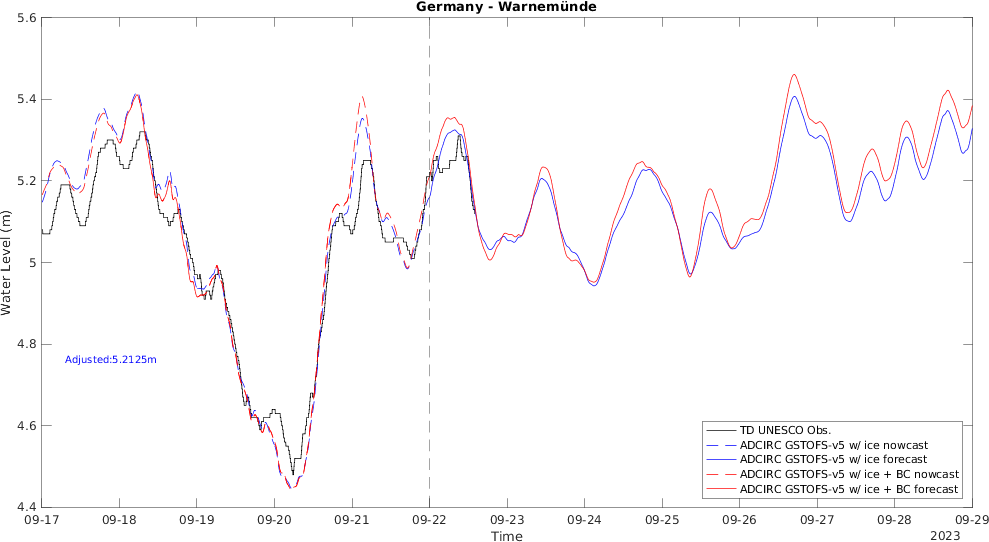 Germany - Warnemünde
5.6
5.4
5.2
5
4.8
4.6
4.4
Water Level (m)
Adjusted:5.2125m
TD UNESCO Obs.
ADCIRC GSTOFS-v5 w/ ice nowcast
ADCIRC GSTOFS-v5 w/ ice forecast
ADCIRC GSTOFS-v5 w/ ice + BC nowcast
ADCIRC GSTOFS-v5 w/ ice + BC forecast
09-17 09-18 09-19 09-20 09-21 09-22 09-23 09-24 09-25 09-26 09-27 09-28 09-29
Time
2023